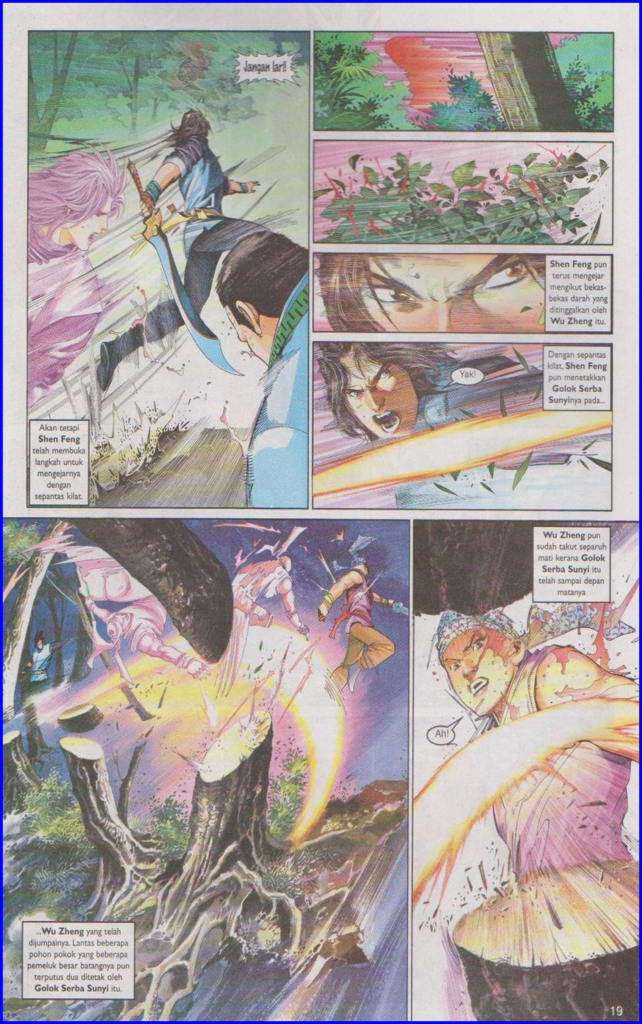 Jangan lari!!
Akan tetapi
Shen Feng
telah membuka
langkah untuk
mengejarnya
dengan
sepantas kilat.
Shen Feng pun
terus mengejar
mengikut bekas-
bekas darah yang
ditinggalkan oleh
Wu Zheng itu.
Dengan sepantas
kilat, Shen Feng
pun menetakkan
Golok Serba
Sunyinya pada...
Yak!
...Wu Zheng yang telah
dijumpainya. Lantas beberapa
pohon pokok yang beberapa
pemeluk besar batangnya pun
terputus dua ditetak oleh
Golok Serba Sunyi itu.
Wu Zheng pun
sudah takut separuh
mati kerana Golok
Serba Sunyi itu
telah sampai depan
matanya
Ah!
19